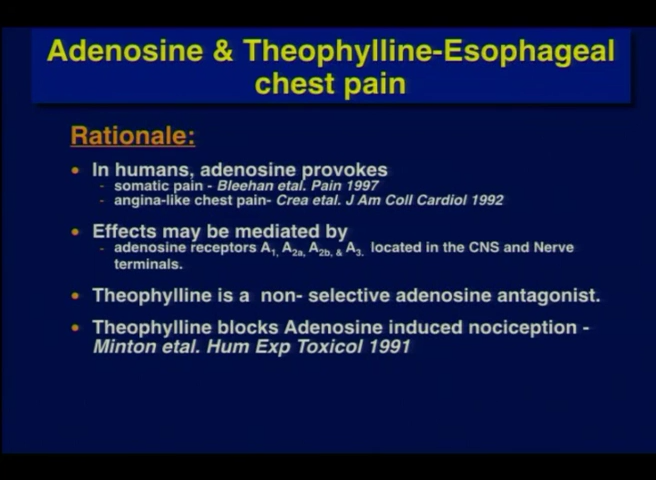 Adenosine & Theophylline-Esophageal
chest pain
Rationale:
• In humans, adenosine provokes
- somatic pain - Bleehan etal. Pain 1997
- angina-like chest pain- Crea etal. J Am Coll Cardiol 1992
• Effects may be mediated by
- adenosine receptors A1, A2a, A2b, & A3, located in the CNS and Nerve
terminals.
• Theophylline is a non- selective adenosine antagonist.
• Theophylline blocks Adenosine induced nociception -
Minton etal. Hum Exp Toxicol 1991